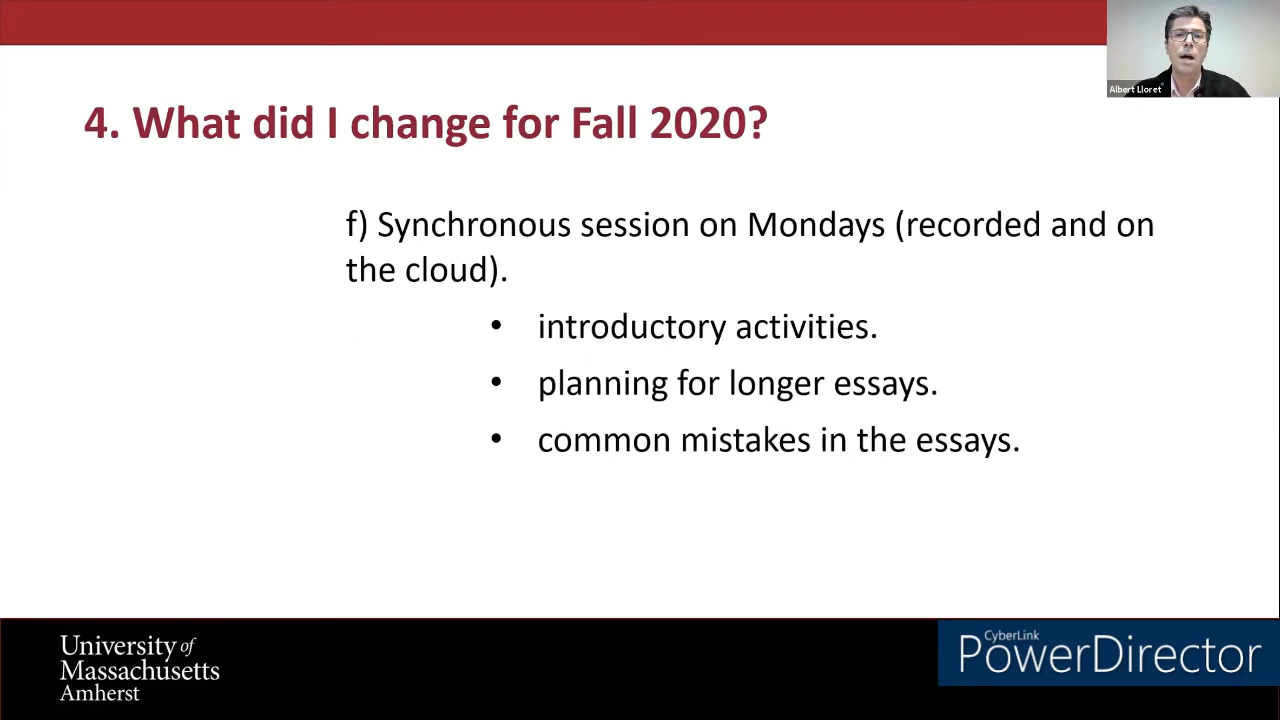 Albert Lloret
4. What did I change for Fall 2020?
f) Synchronous session on Mondays (recorded and on
the cloud).
• introductory activities.
• planning for longer essays.
• common mistakes in the essays.
University of
Massachusetts
Amherst
CyberLink
PowerDirector